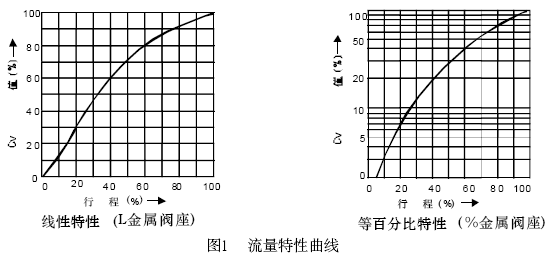 100
80
60
40
20
0
Cv 值 (%)
20 40 60 80 100
行 程 (%)
线性特性 (L金属阀座)
100
50
20
10
5
0
Cv 值 (%)
0 20 40 60 80 100
行 程 (%)
等百分比特性 (%金属阀座)
图1 流量特性曲线